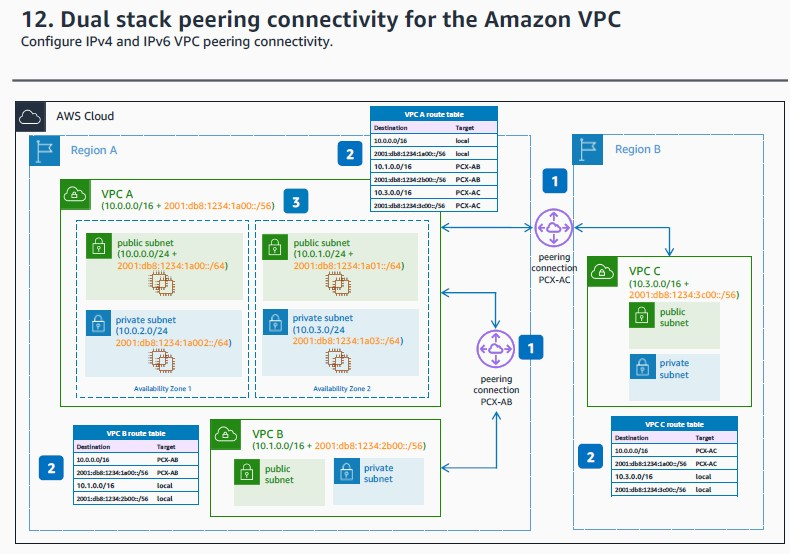 12. Dual stack peering connectivity for the Amazon VPC
Configure IPv4 and IPv6 VPC peering connectivity.
AWS Cloud
Region A
2
VPC A route table
Destination Target
10.0.0.0/16 local
2001:db8:1234:1a00::/56 local
10.1.0.0/16 PCX-AB
2001:db8:1234:2b00::/56 PCX-AB
10.3.0.0/16 PCX-AC
2001:db8:1234:3c00::/56 PCX-AC
Region B
1
VPC A
(10.0.0.0/16 + 2001:db8:1234:1a00::/56)
3
public subnet
(10.0.0.0/24 +
2001:db8:1234:1a00::/64)
public subnet
(10.0.1.0/24 +
2001:db8:1234:1a01::/64)
private subnet
(10.0.2.0/24
2001:db8:1234:1a002::/64)
private subnet
(10.0.3.0/24
2001:db8:1234:1a03::/64)
Availability Zone 1
Availability Zone 2
peering
connection
PCX-AC
VPC C
(10.3.0.0/16 +
2001:db8:1234:3c00::/56)
public
subnet
private
subnet
1
peering
connection
PCX-AB
2
VPC B route table
Destination Target
10.0.0.0/16 PCX-AB
2001:db8:1234:1a00::/56 PCX-AB
10.1.0.0/16 local
2001:db8:1234:2b00::/56 local
VPC B
(10.1.0.0/16 + 2001:db8:1234:2b00::/56)
public
subnet
private
subnet
2
VPC C route table
Destination Target
10.0.0.0/16 PCX-AC
2001:db8:1234:1a00::/56 PCX-AC
10.3.0.0/16 local
2001:db8:1234:3c00::/56 local